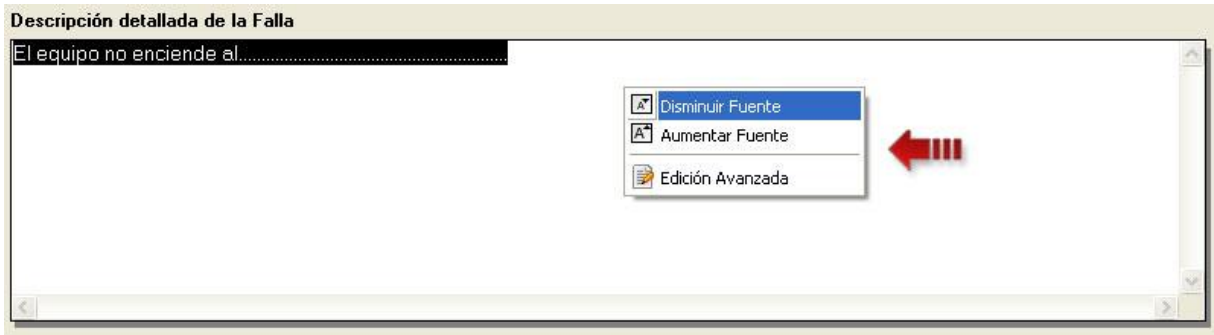 Descripción detallada de la Falla
El equipo no enciende al............................................................
Disminuir Fuente
Aumentar Fuente
Edición Avanzada